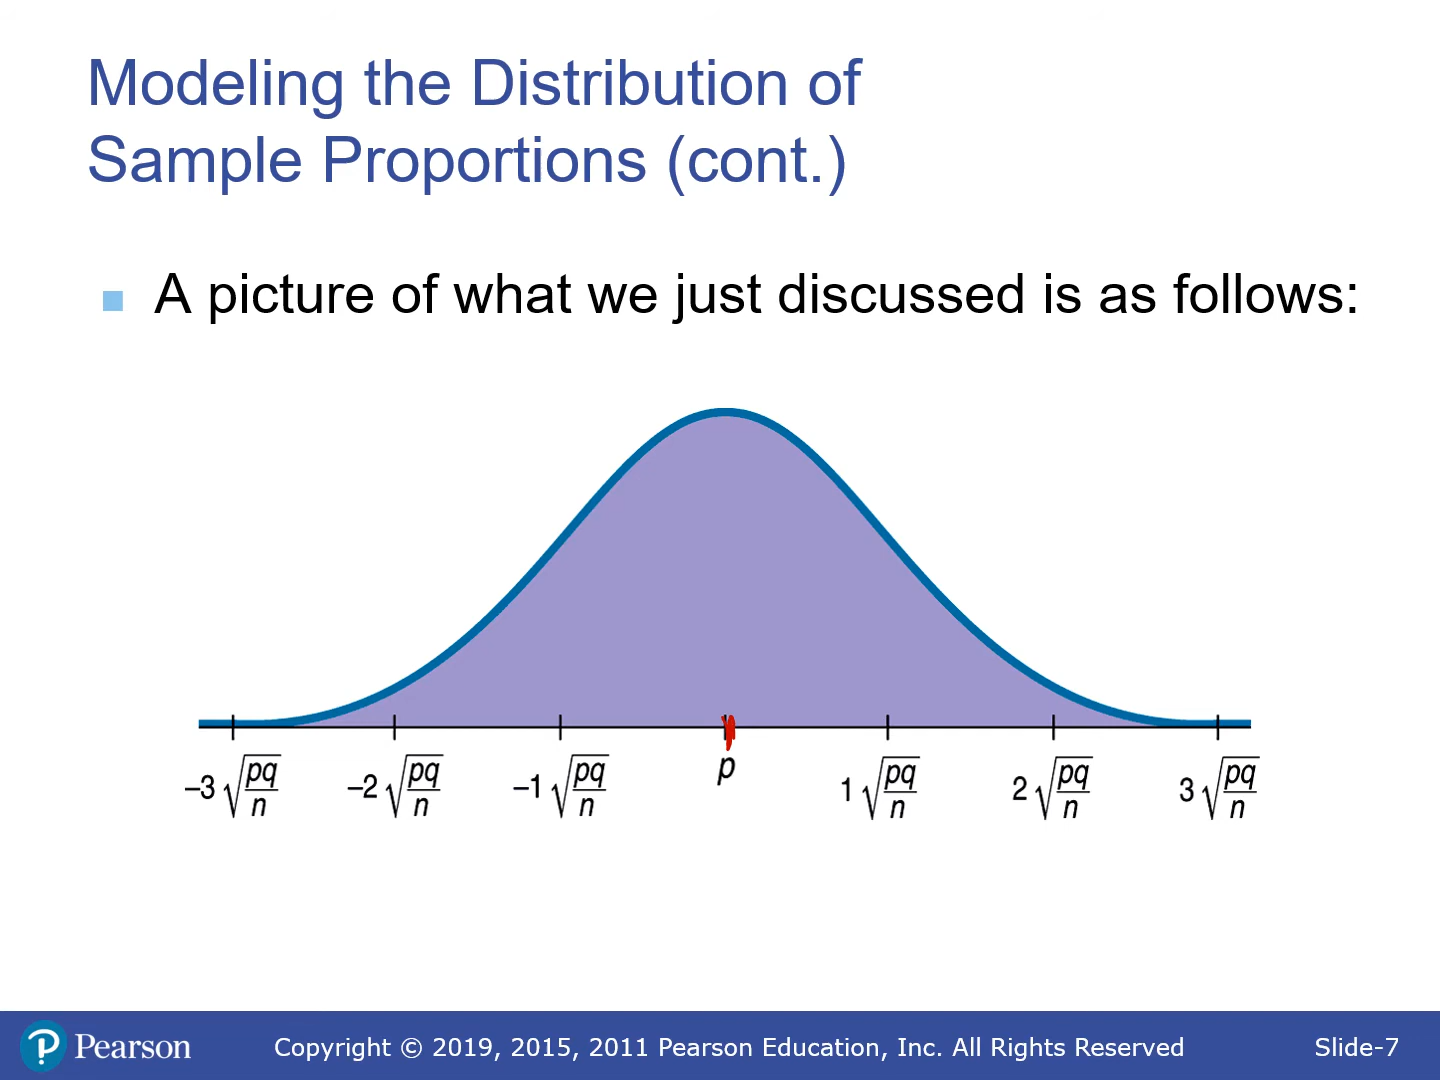 Modeling the Distribution of
Sample Proportions (cont.)
A picture of what we just discussed is as follows:
–3√(pq/n) –2√(pq/n) –1√(pq/n) p 1√(pq/n) 2√(pq/n) 3√(pq/n)
Pearson Copyright © 2019, 2015, 2011 Pearson Education, Inc. All Rights Reserved Slide-7